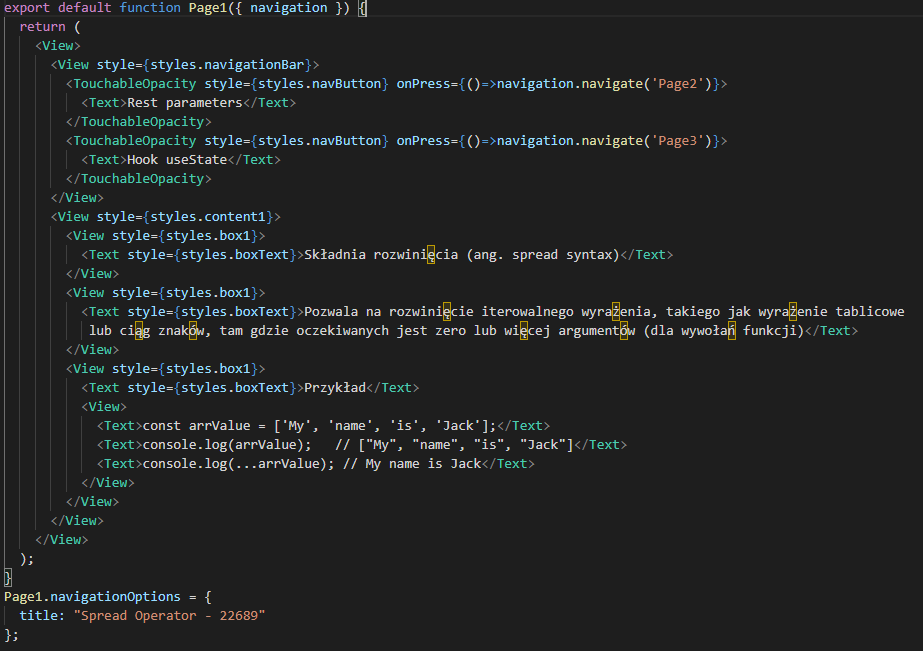 export default function Page1({ navigation }) {
  return (
    <View>
      <View style={styles.navigationBar}>
        <TouchableOpacity style={styles.navButton} onPress={()=>navigation.navigate('Page2')}>
          <Text>Rest parameters</Text>
        </TouchableOpacity>
        <TouchableOpacity style={styles.navButton} onPress={()=>navigation.navigate('Page3')}>
          <Text>Hook useState</Text>
        </TouchableOpacity>
      </View>
      <View style={styles.content1}>
        <View style={styles.box1}>
          <Text style={styles.boxText}>Składnia rozwinięcia (ang. spread syntax)</Text>
        </View>
        <View style={styles.box1}>
          <Text style={styles.boxText}>Pozwala na rozwinięcie iterowalnego wyrażenia, takiego jak wyrażenie tablicowe
           lub ciąg znaków, tam gdzie oczekiwanych jest zero lub więcej argumentów (dla wywołań funkcji)</Text>
        </View>
        <View style={styles.box1}>
          <Text style={styles.boxText}>Przykład</Text>
          <View>
            <Text>const arrValue = ['My', 'name', 'is', 'Jack'];</Text>
            <Text>console.log(arrValue);   // ["My", "name", "is", "Jack"]</Text>
            <Text>console.log(...arrValue); // My name is Jack</Text>
          </View>
        </View>
      </View>
    </View>
  );
}
Page1.navigationOptions = {
  title: "Spread Operator - 22689"
};